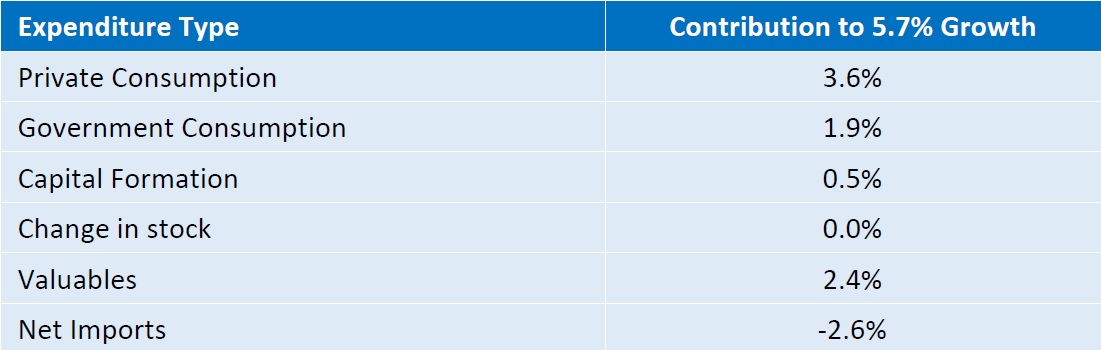 Expenditure Type Contribution to 5.7% Growth
Private Consumption 3.6%
Government Consumption 1.9%
Capital Formation 0.5%
Change in stock 0.0%
Valuables 2.4%
Net Imports -2.6%